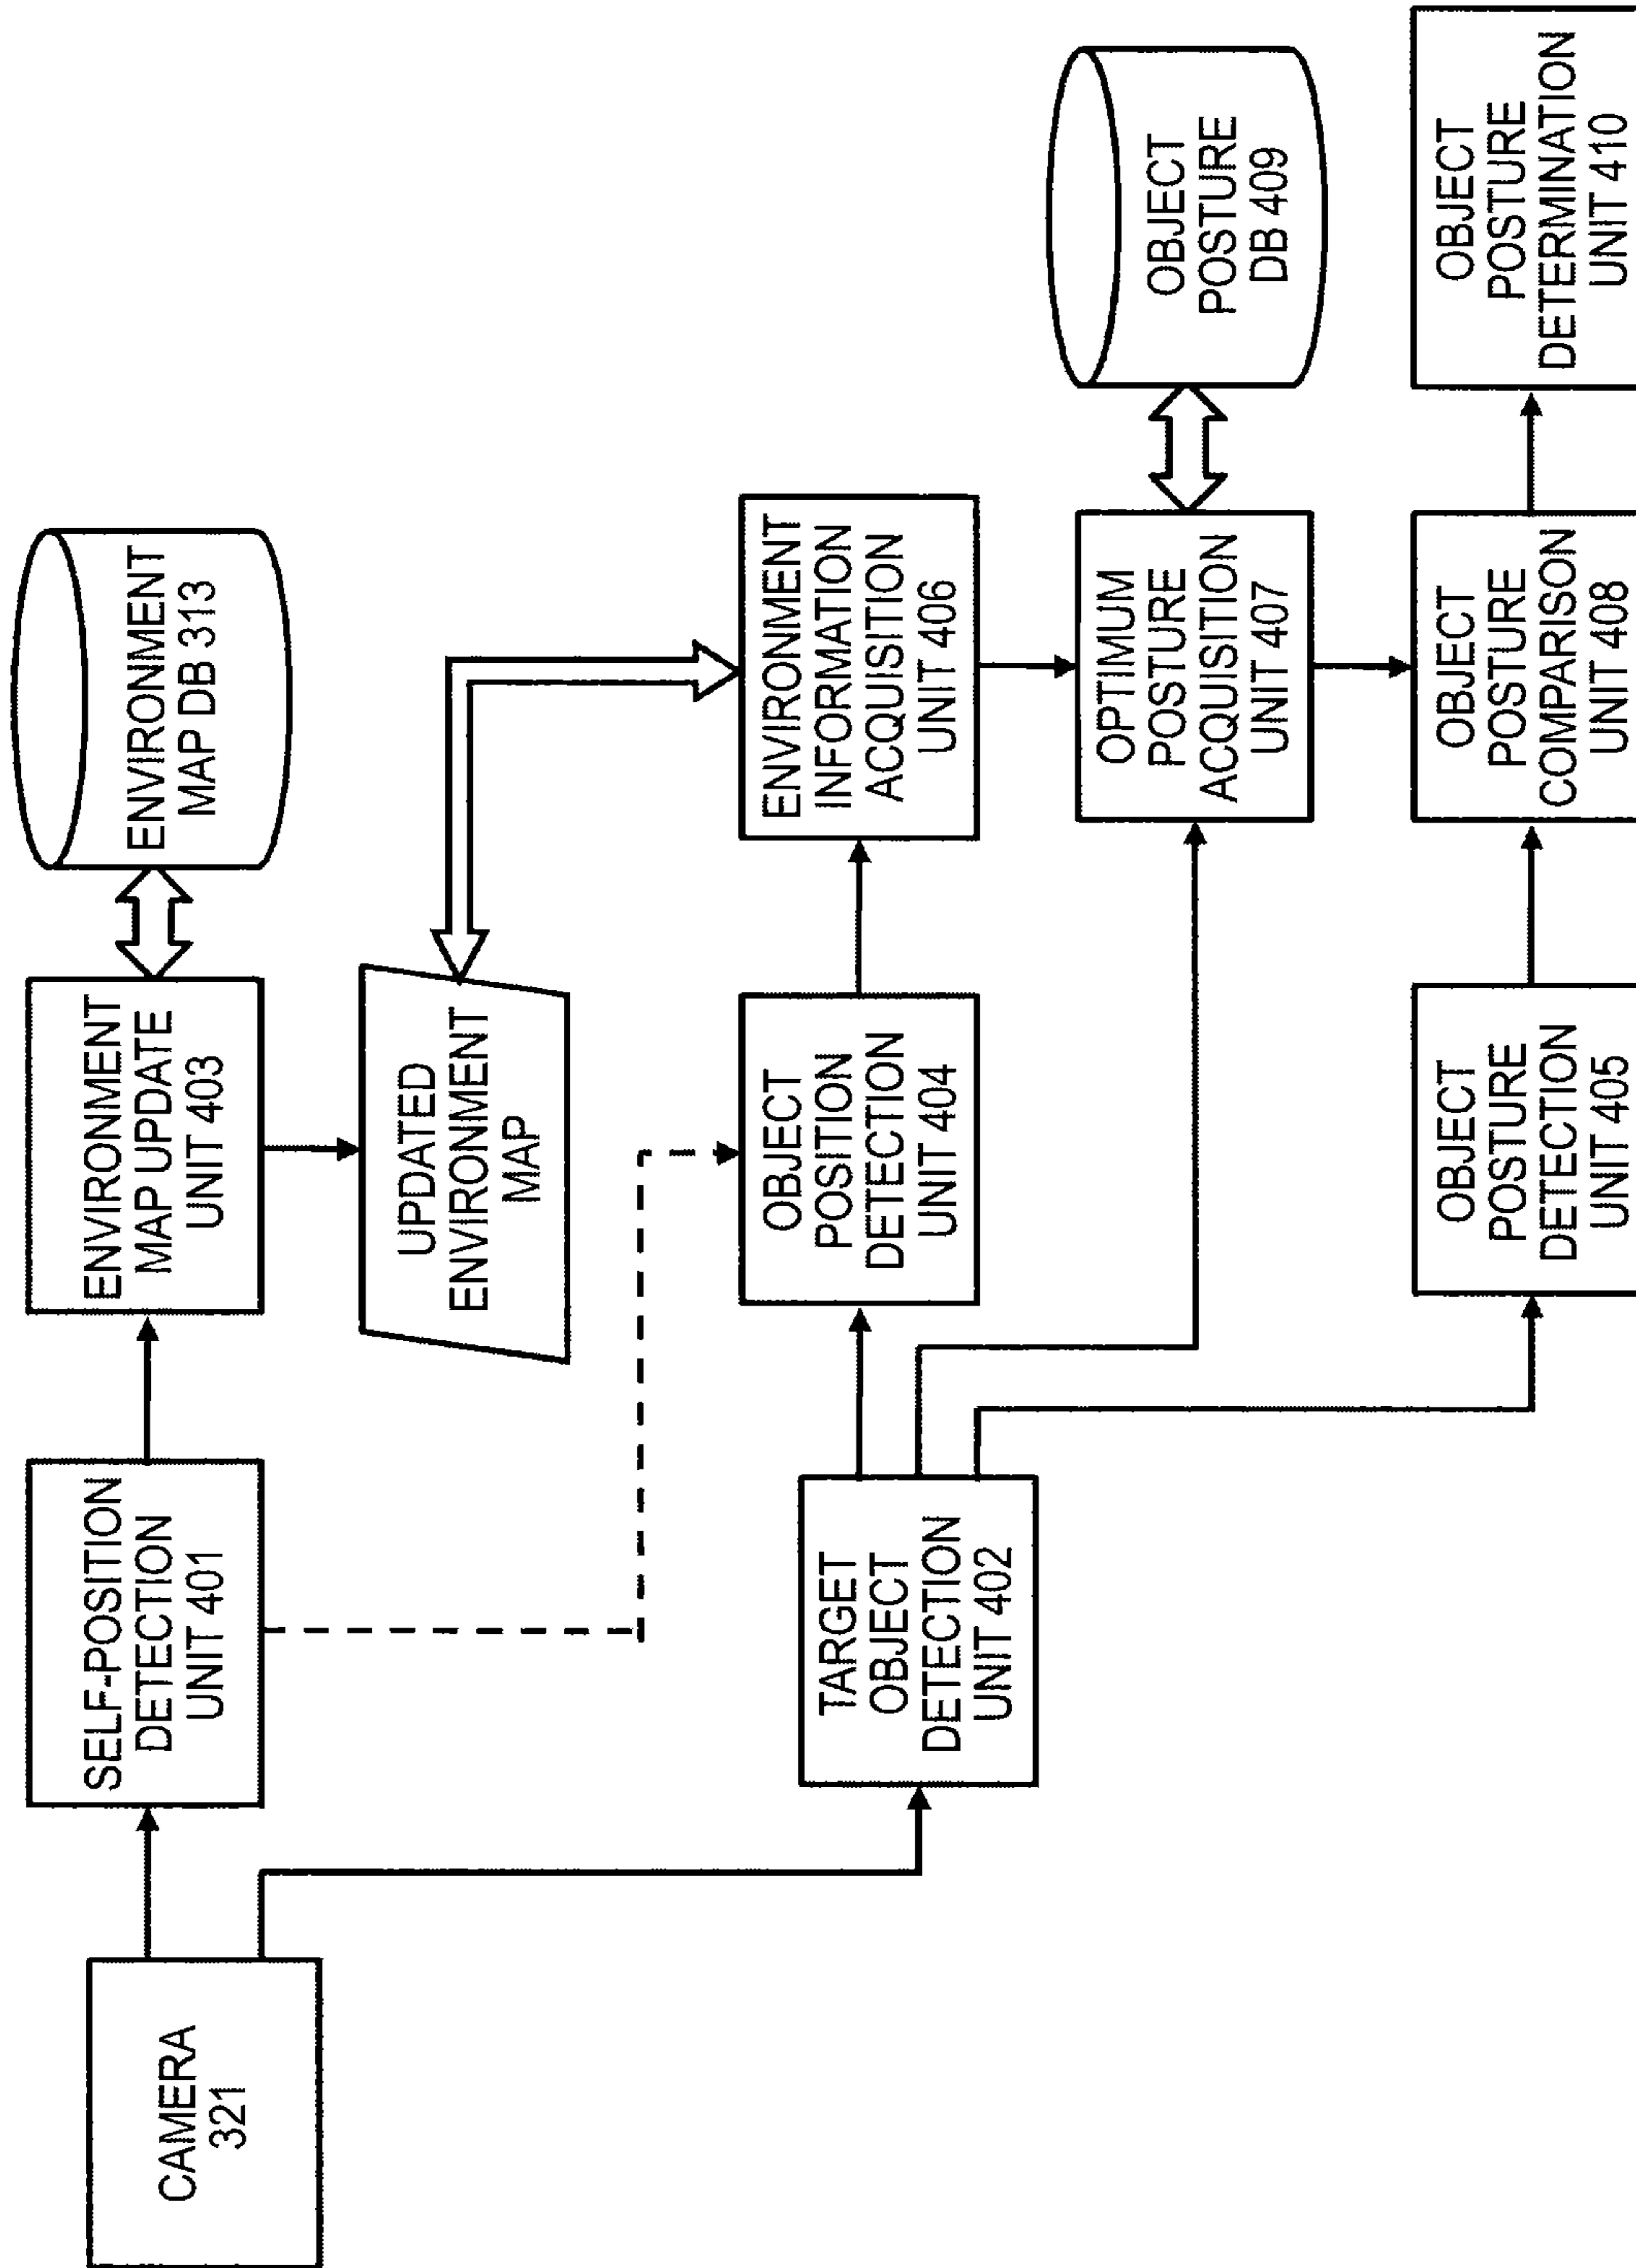 CAMERA
321
SELF-POSITION
DETECTION
UNIT 401
ENVIRONMENT
MAP UPDATE
UNIT 403
ENVIRONMENT
MAP DB 313
UPDATED
ENVIRONMENT
MAP
TARGET
OBJECT
DETECTION
UNIT 402
OBJECT
POSITION
DETECTION
UNIT 404
ENVIRONMENT
INFORMATION
ACQUISITION
UNIT 406
OPTIMUM
POSTURE
ACQUISITION
UNIT 407
OBJECT
POSTURE
DB 409
OBJECT
POSTURE
DETECTION
UNIT 405
OBJECT
POSTURE
COMPARISON
UNIT 408
OBJECT
POSTURE
DETERMINATION
UNIT 410